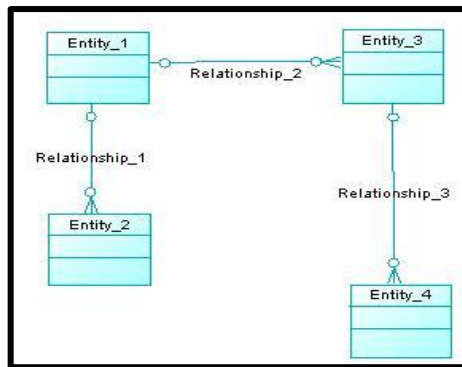 Entity_1
Entity_3
Relationship_2
Relationship_1
Relationship_3
Entity_2
Entity_4